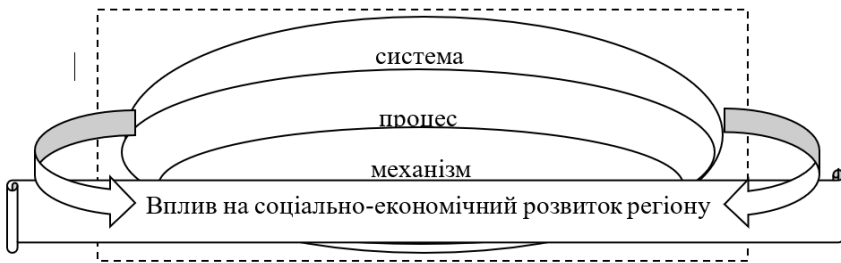 система
процес
механізм
Вплив на соціально-економічний розвиток регіону